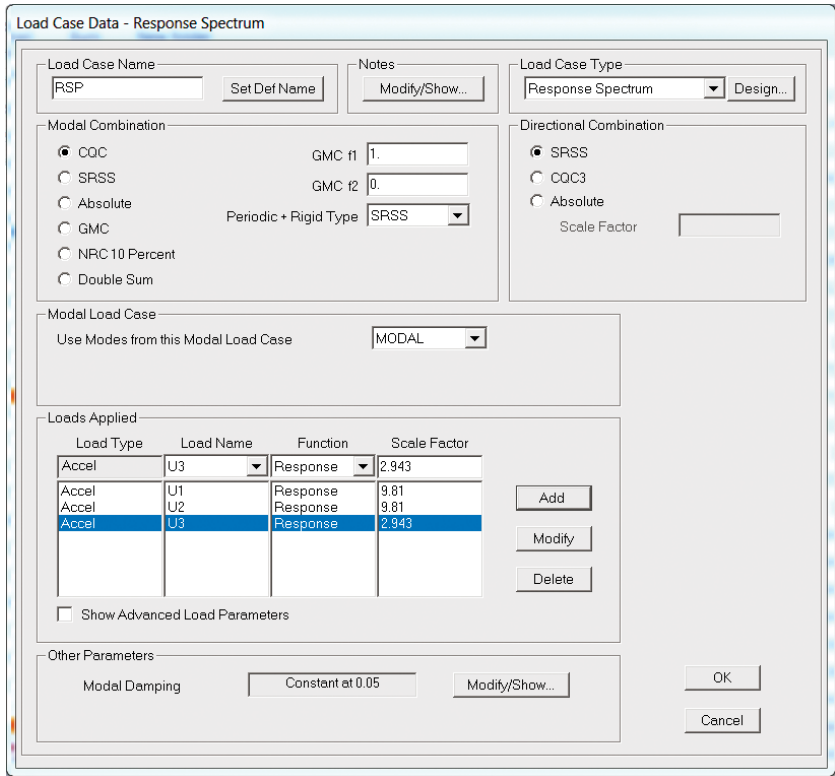 Load Case Data - Response Spectrum
Load Case Name
RSP
Set Def Name
Notes
Modify/Show...
Load Case Type
Response Spectrum
Design...
Modal Combination
CQC
SRSS
Absolute
GMC
NRC 10 Percent
Double Sum
GMC f1 1.
GMC f2 0.
Periodic + Rigid Type SRSS
Directional Combination
SRSS
CQC3
Absolute
Scale Factor
Modal Load Case
Use Modes from this Modal Load Case MODAL
Loads Applied
Load Type Load Name Function Scale Factor
Accel U3 Response 2.943
Accel U1 Response 9.81
Accel U2 Response 9.81
Accel U3 Response 2.943
Add
Modify
Delete
Show Advanced Load Parameters
Other Parameters
Modal Damping Constant at 0.05 Modify/Show...
OK
Cancel